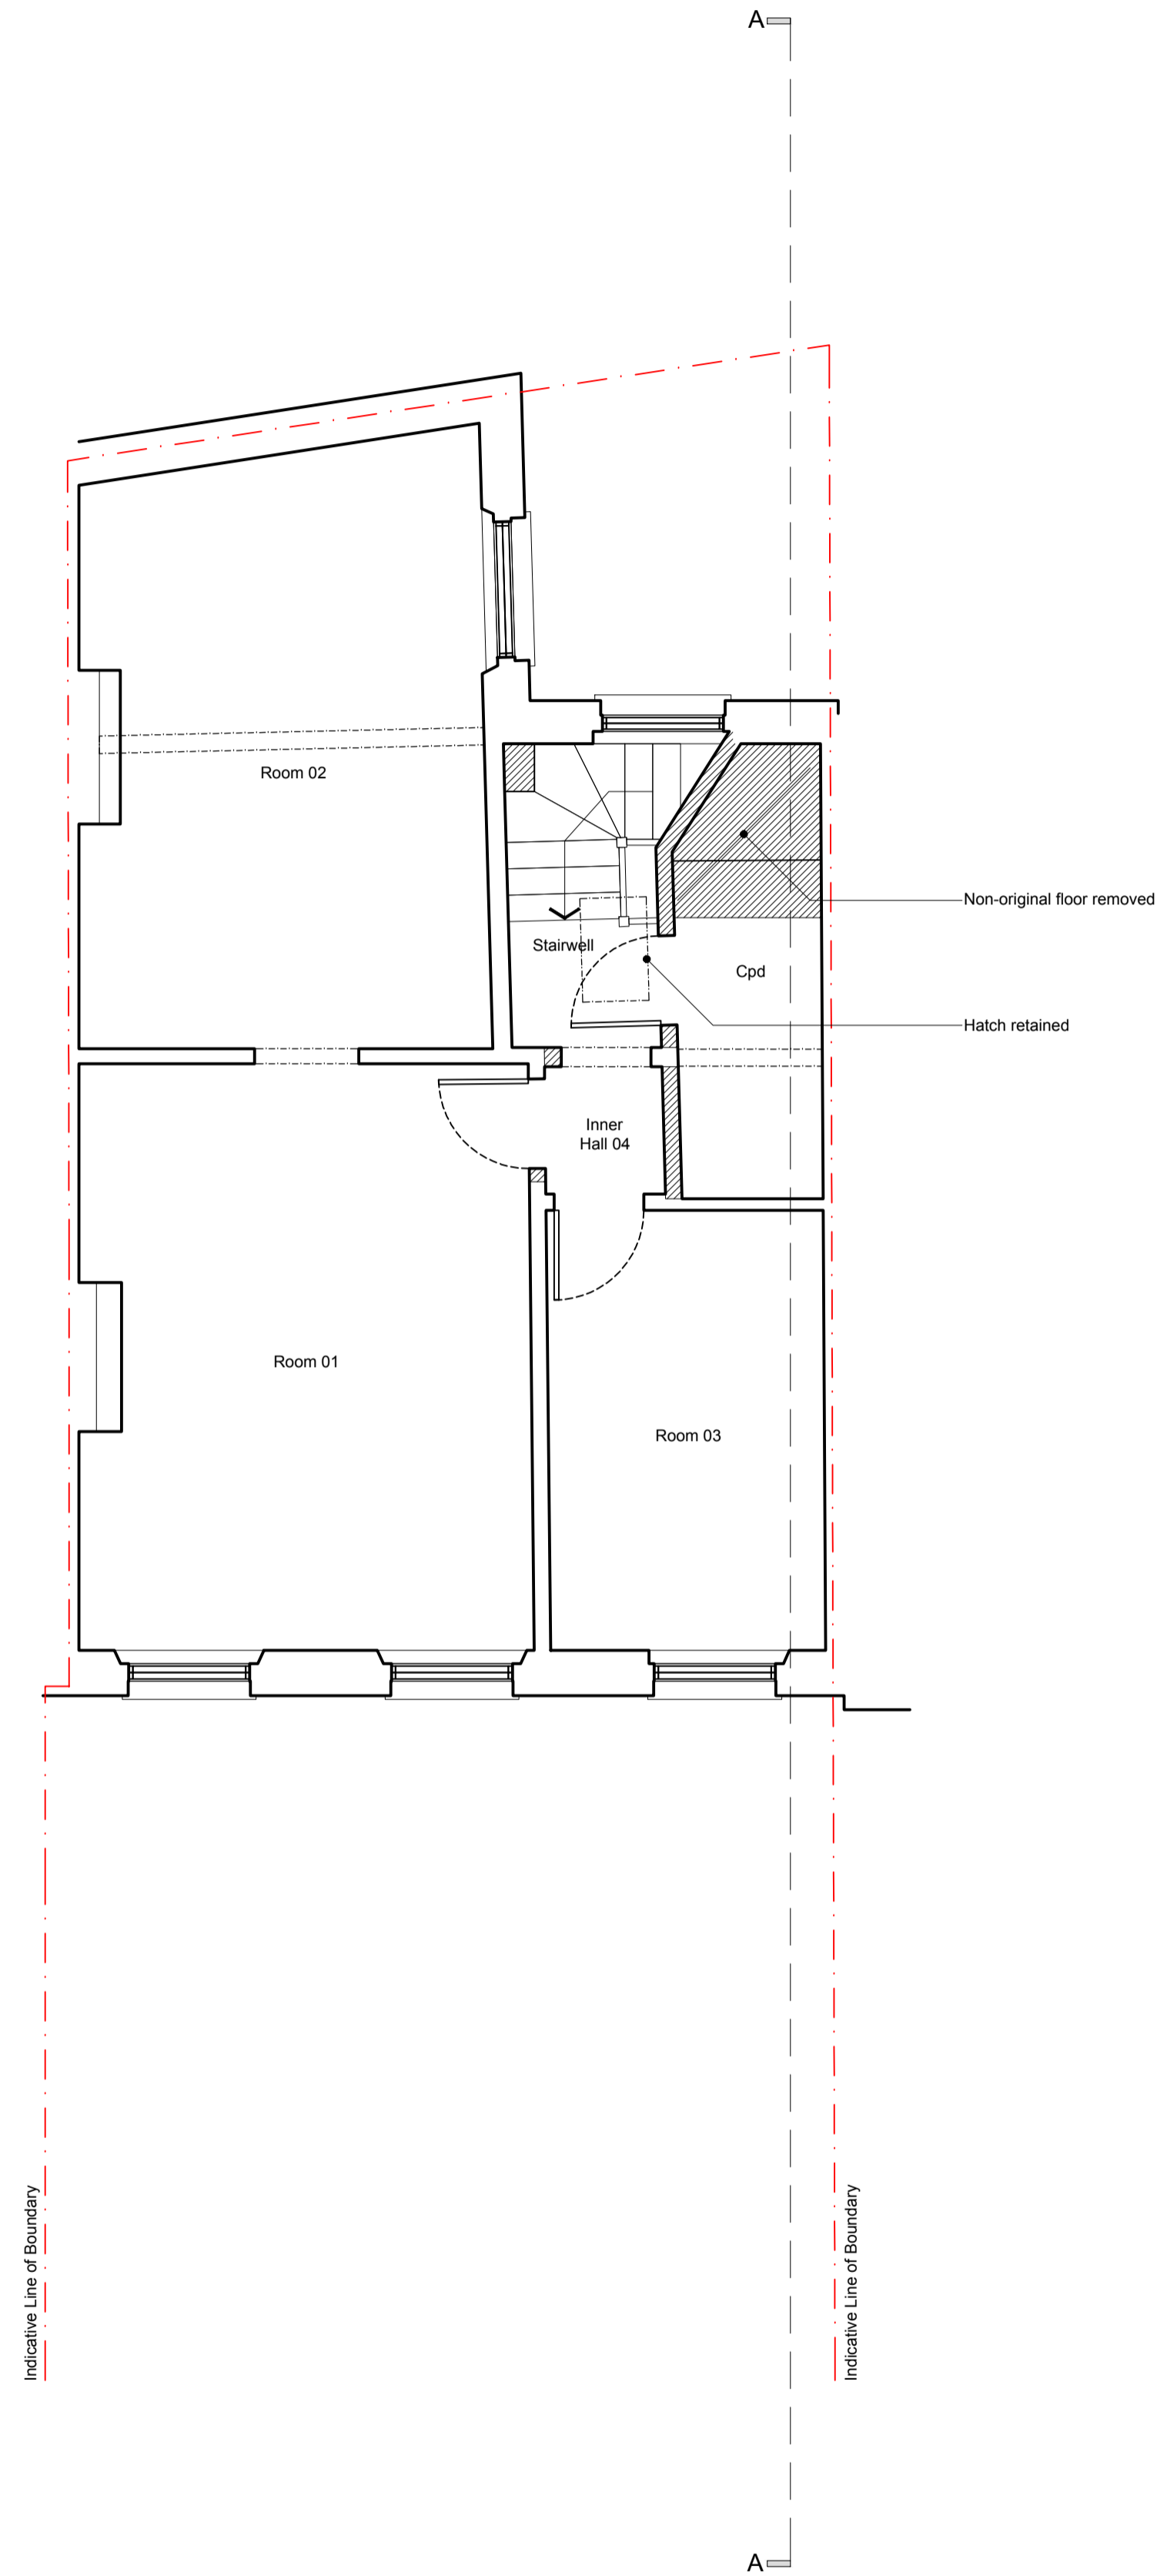 A
Room 02
Non-original floor removed
Stairwell
Cpd
Hatch retained
Inner
Hall 04
Room 01
Room 03
Indicative Line of Boundary
Indicative Line of Boundary
A